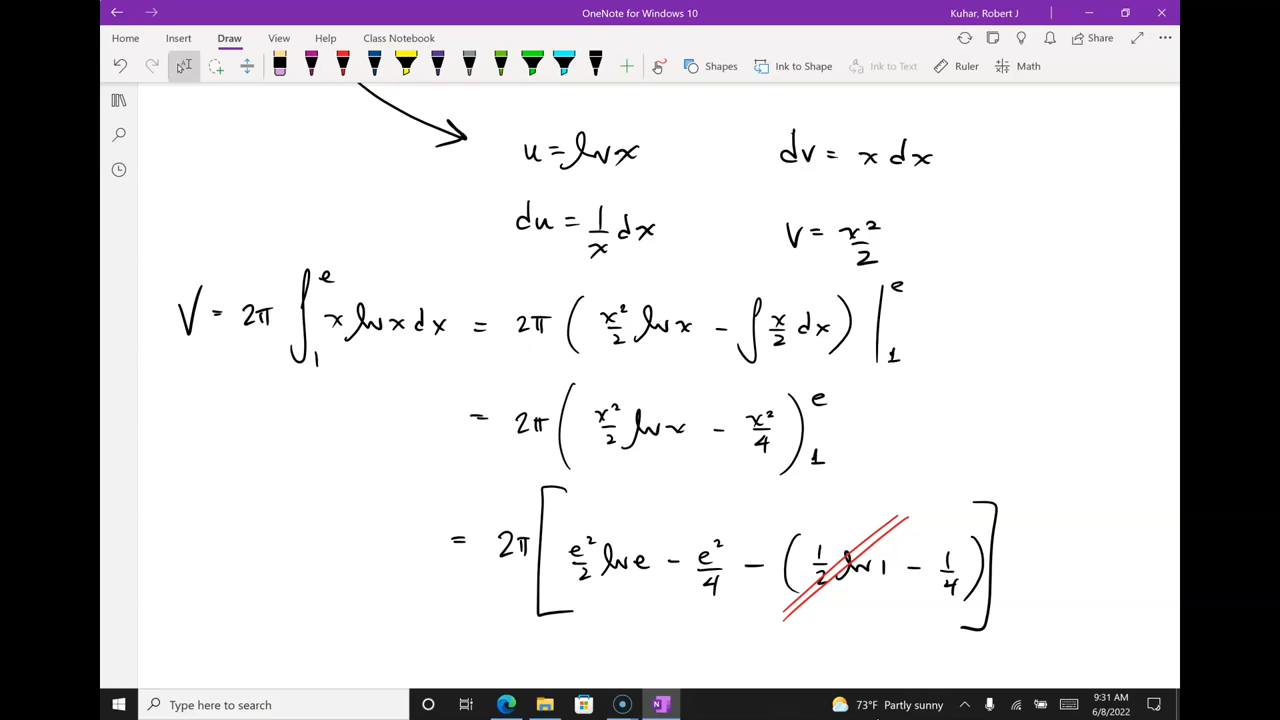 OneNote for Windows 10
Kuhar, Robert J
Home Insert Draw View Help Class Notebook Share
Shapes Ink to Shape Ink to Text Ruler Math
u = ln x dv = x dx
du = 1/x dx v = x²/2
V = 2π ∫₁ᵉ x ln x dx = 2π ( x²/2 ln x - ∫ x/2 dx ) |₁ᵉ
= 2π ( x²/2 ln x - x²/4 )₁ᵉ
= 2π [ e²/2 ln e - e²/4 - ( 1/2 ln 1 - 1/4 ) ]
Type here to search
73°F Partly sunny
9:31 AM
6/8/2022